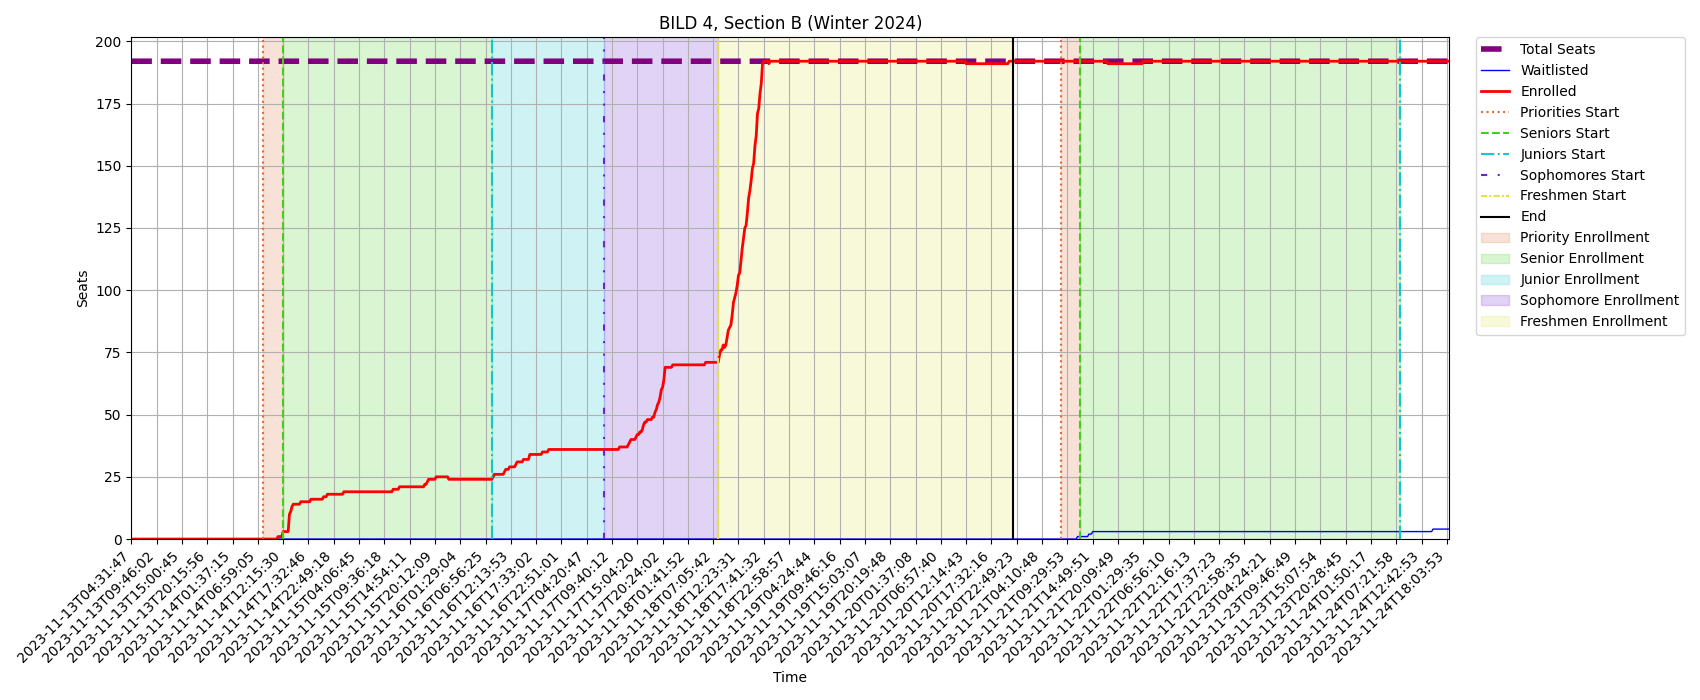 BILD 4, Section B (Winter 2024)
200
175
150
125
100
75
50
25
0
Seats
2023-11-13T04:31:47
2023-11-13T09:46:02
2023-11-13T15:00:45
2023-11-13T20:15:56
2023-11-14T01:37:15
2023-11-14T06:59:05
2023-11-14T12:15:30
2023-11-14T17:32:46
2023-11-14T22:49:18
2023-11-15T04:06:45
2023-11-15T09:36:18
2023-11-15T14:54:11
2023-11-15T20:12:09
2023-11-16T01:29:04
2023-11-16T06:56:25
2023-11-16T12:13:53
2023-11-16T17:33:02
2023-11-16T22:51:01
2023-11-17T04:20:47
2023-11-17T09:40:12
2023-11-17T15:04:20
2023-11-17T20:24:02
2023-11-18T01:41:52
2023-11-18T07:05:42
2023-11-18T12:23:31
2023-11-18T17:41:32
2023-11-18T22:58:57
2023-11-19T04:24:44
2023-11-19T09:46:16
2023-11-19T15:03:07
2023-11-19T20:19:48
2023-11-20T01:37:08
2023-11-20T06:57:40
2023-11-20T12:14:43
2023-11-20T17:32:16
2023-11-20T22:49:23
2023-11-21T04:10:48
2023-11-21T09:29:53
2023-11-21T14:49:51
2023-11-21T20:09:49
2023-11-22T01:29:35
2023-11-22T06:56:10
2023-11-22T12:16:13
2023-11-22T17:37:23
2023-11-22T22:58:35
2023-11-23T04:24:21
2023-11-23T09:46:49
2023-11-23T15:07:54
2023-11-23T20:28:45
2023-11-24T01:50:17
2023-11-24T07:21:58
2023-11-24T12:42:53
2023-11-24T18:03:53
Time
Total Seats
Waitlisted
Enrolled
Priorities Start
Seniors Start
Juniors Start
Sophomores Start
Freshmen Start
End
Priority Enrollment
Senior Enrollment
Junior Enrollment
Sophomore Enrollment
Freshmen Enrollment